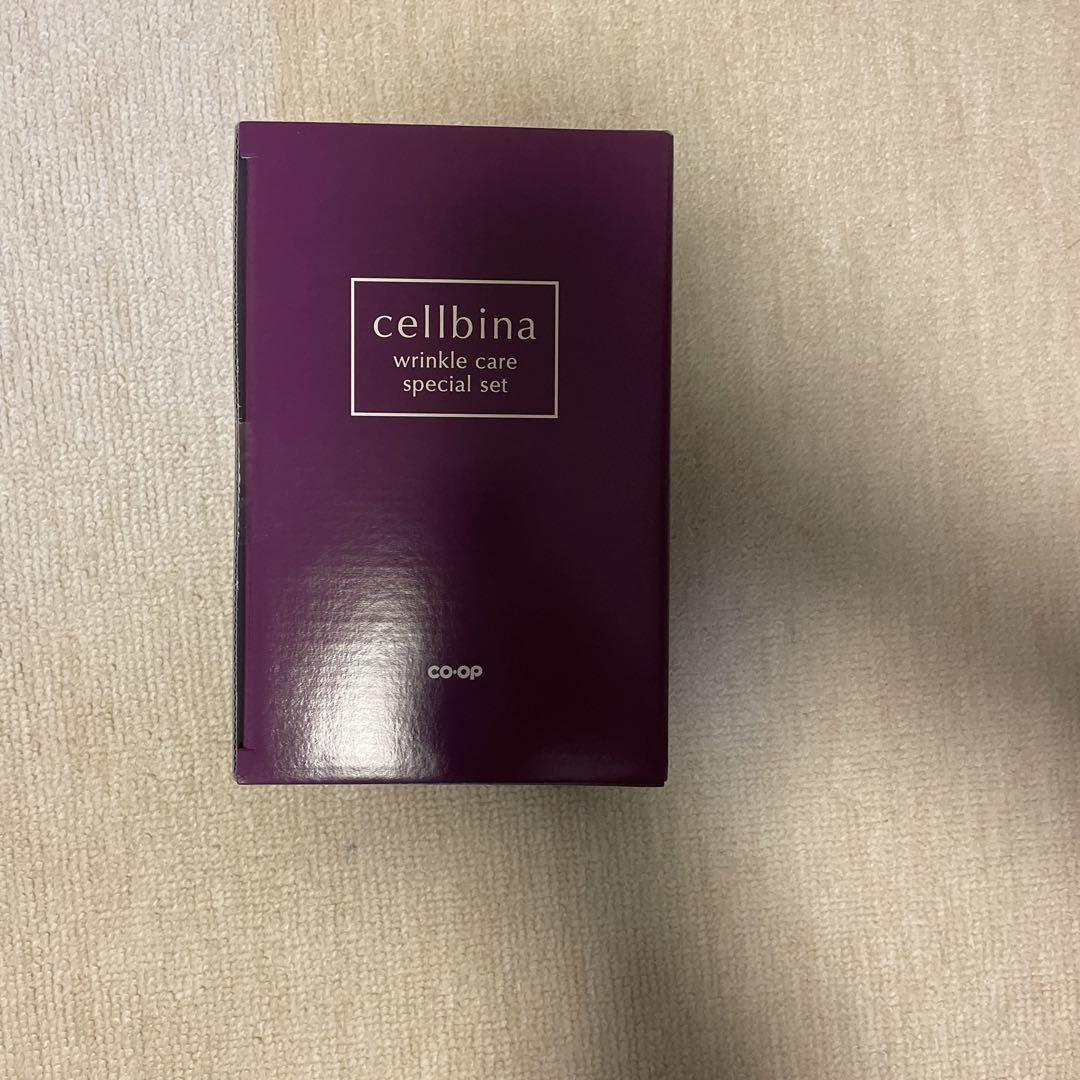 cellbina
wrinkle care
special set
co·op